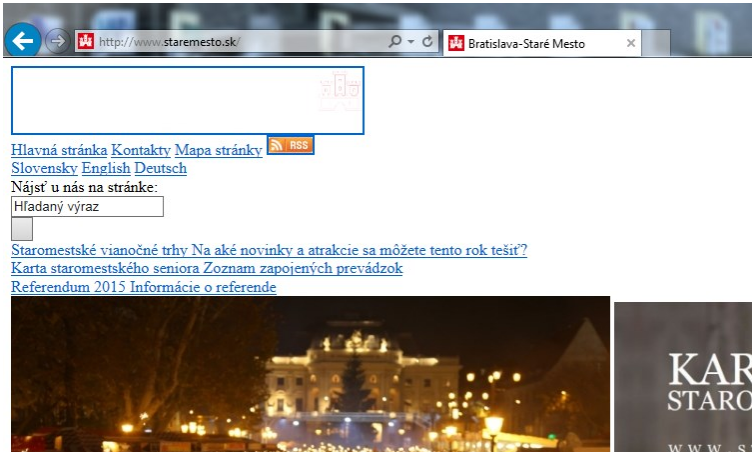 http://www.staremesto.sk/
Bratislava-Staré Mesto
Hlavná stránka Kontakty Mapa stránky RSS
Slovensky English Deutsch
Nájsť u nás na stránke:
Hľadaný výraz
Staromestské vianočné trhy Na aké novinky a atrakcie sa môžete tento rok tešiť?
Karta staromestského seniora Zoznam zapojených prevádzok
Referendum 2015 Informácie o referende
KAR
STARO
www.s